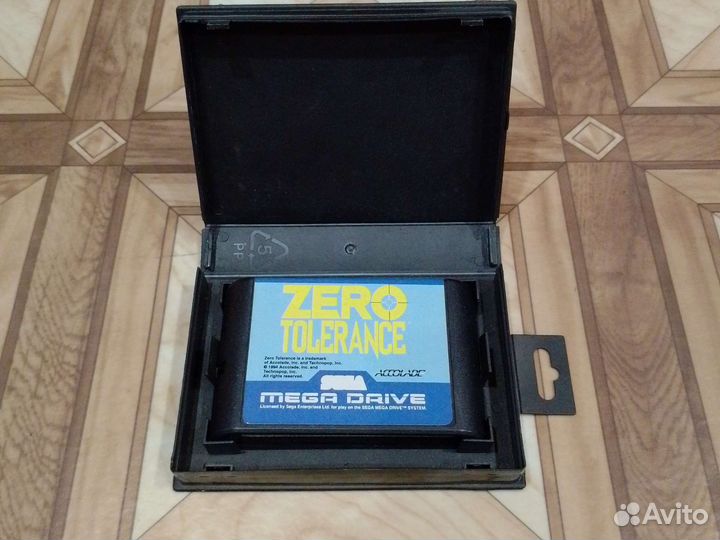 5
PP
ZERO
TOLERANCE
Zero Tolerance is a trademark
of Accolade, Inc. and Technopop, Inc.
© 1994 Accolade, Inc. and
Technopop, Inc.
All rights reserved.
SEGA
ACCOLADE
MEGA DRIVE
Licensed by Sega Enterprises Ltd. for play on the SEGA MEGA DRIVE™ SYSTEM.
Avito